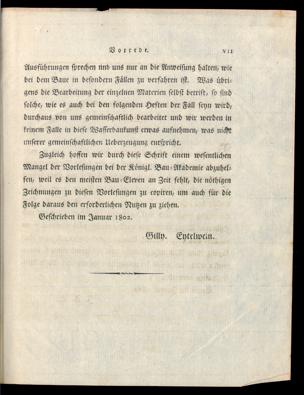 Vorrede. VII
Ausführungen sprechen und uns nur an die Anweisung halten, wie
bei dem Baue in besondern Fällen zu verfahren ist. Was übri-
gens die Bearbeitung der einzelnen Materien selbst betrift, so sind
solche, wie es auch bei den folgenden Heften der Fall seyn wird,
durchaus von uns gemeinschaftlich bearbeitet und wir werden in
keinem Falle in diese Wasserbaukunst etwas aufnehmen, was nicht
unserer gemeinschaftlichen Ueberzeugung entspricht.
Zugleich hoffen wir durch diese Schrift einem wesentlichen
Mangel der Vorlesungen bei der Königl. Bau-Akademie abzuhel-
fen, weil es den meisten Bau-Eleven an Zeit fehlt, die nöthigen
Zeichnungen zu diesen Vorlesungen zu copiren, um auch für die
Folge daraus den erforderlichen Nutzen zu ziehen.
Geschrieben im Januar 1802.
Gilly. Eytelwein.